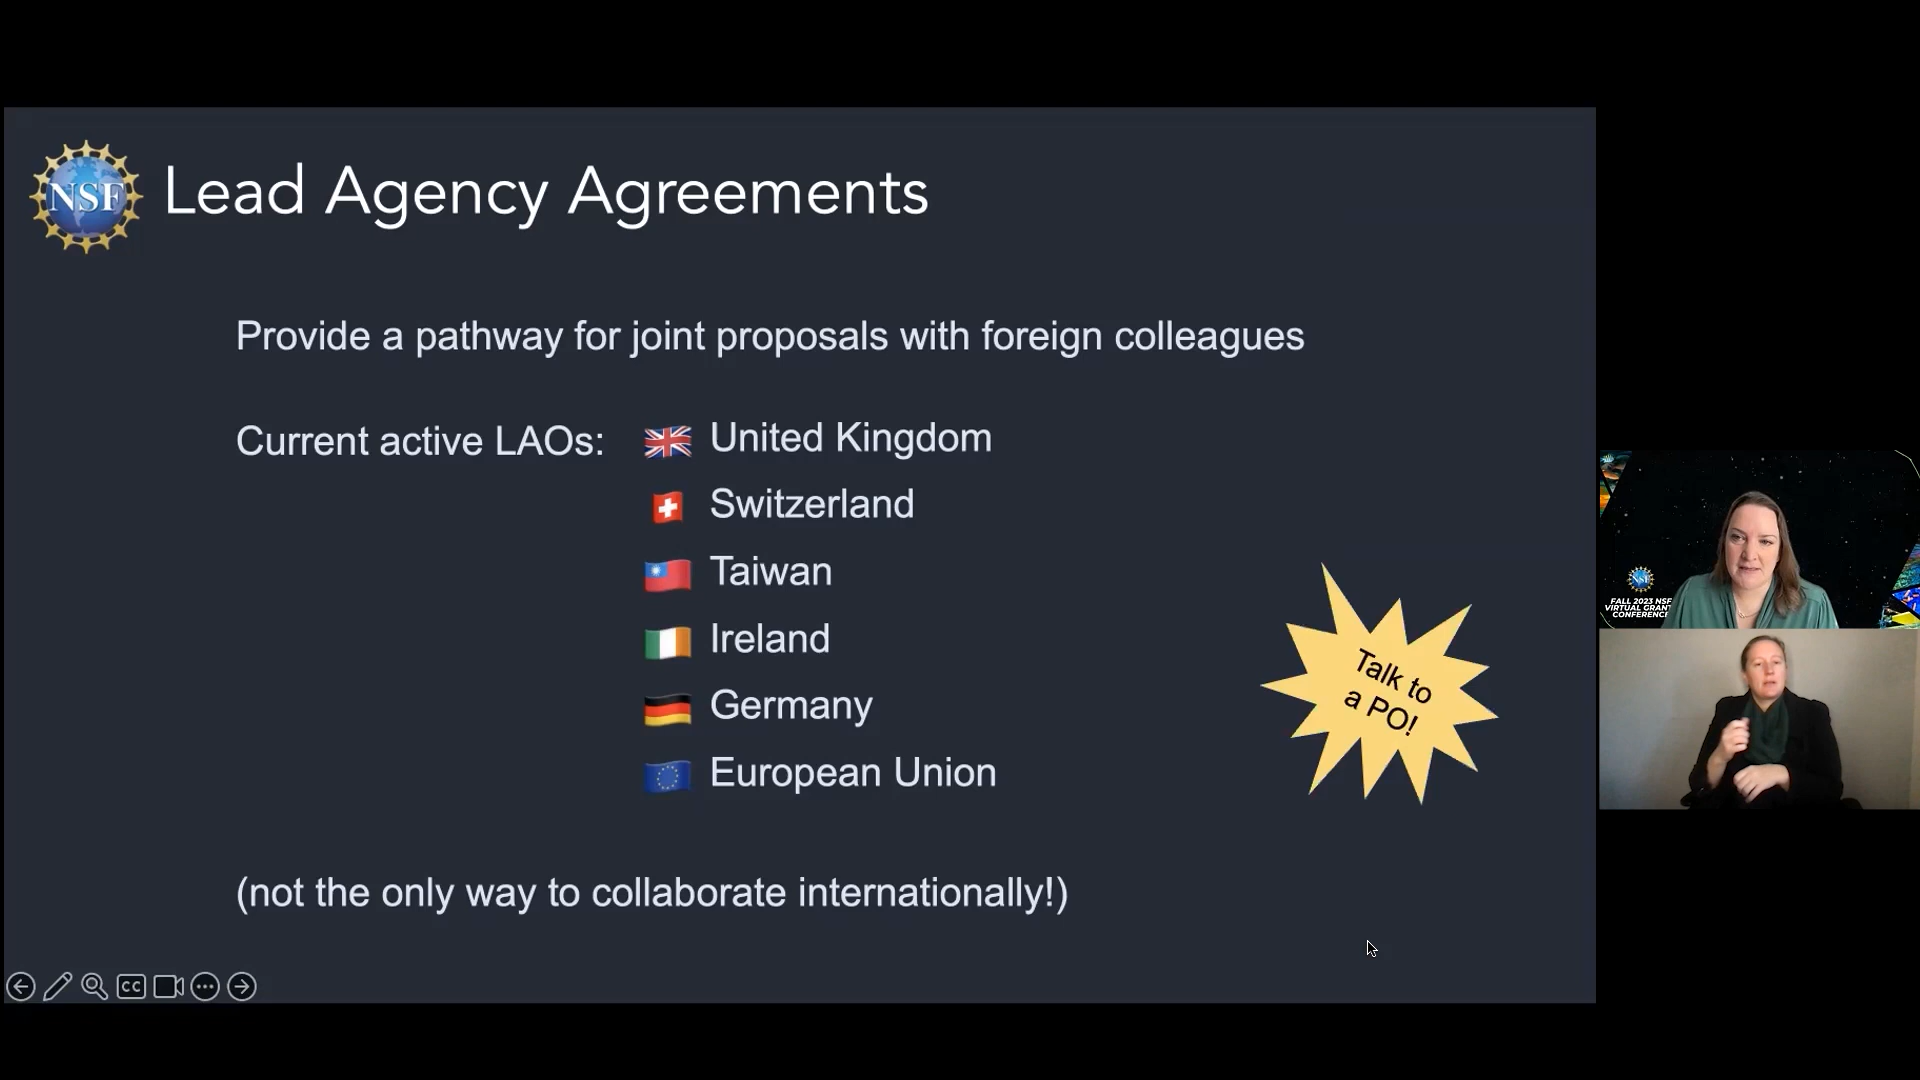 NSF
Lead Agency Agreements
Provide a pathway for joint proposals with foreign colleagues
Current active LAOs:
United Kingdom
Switzerland
Taiwan
Ireland
Germany
European Union
Talk to
a PO!
(not the only way to collaborate internationally!)
CC
NSF
FALL 2023 NSF
VIRTUAL GRANT
CONFERENCE